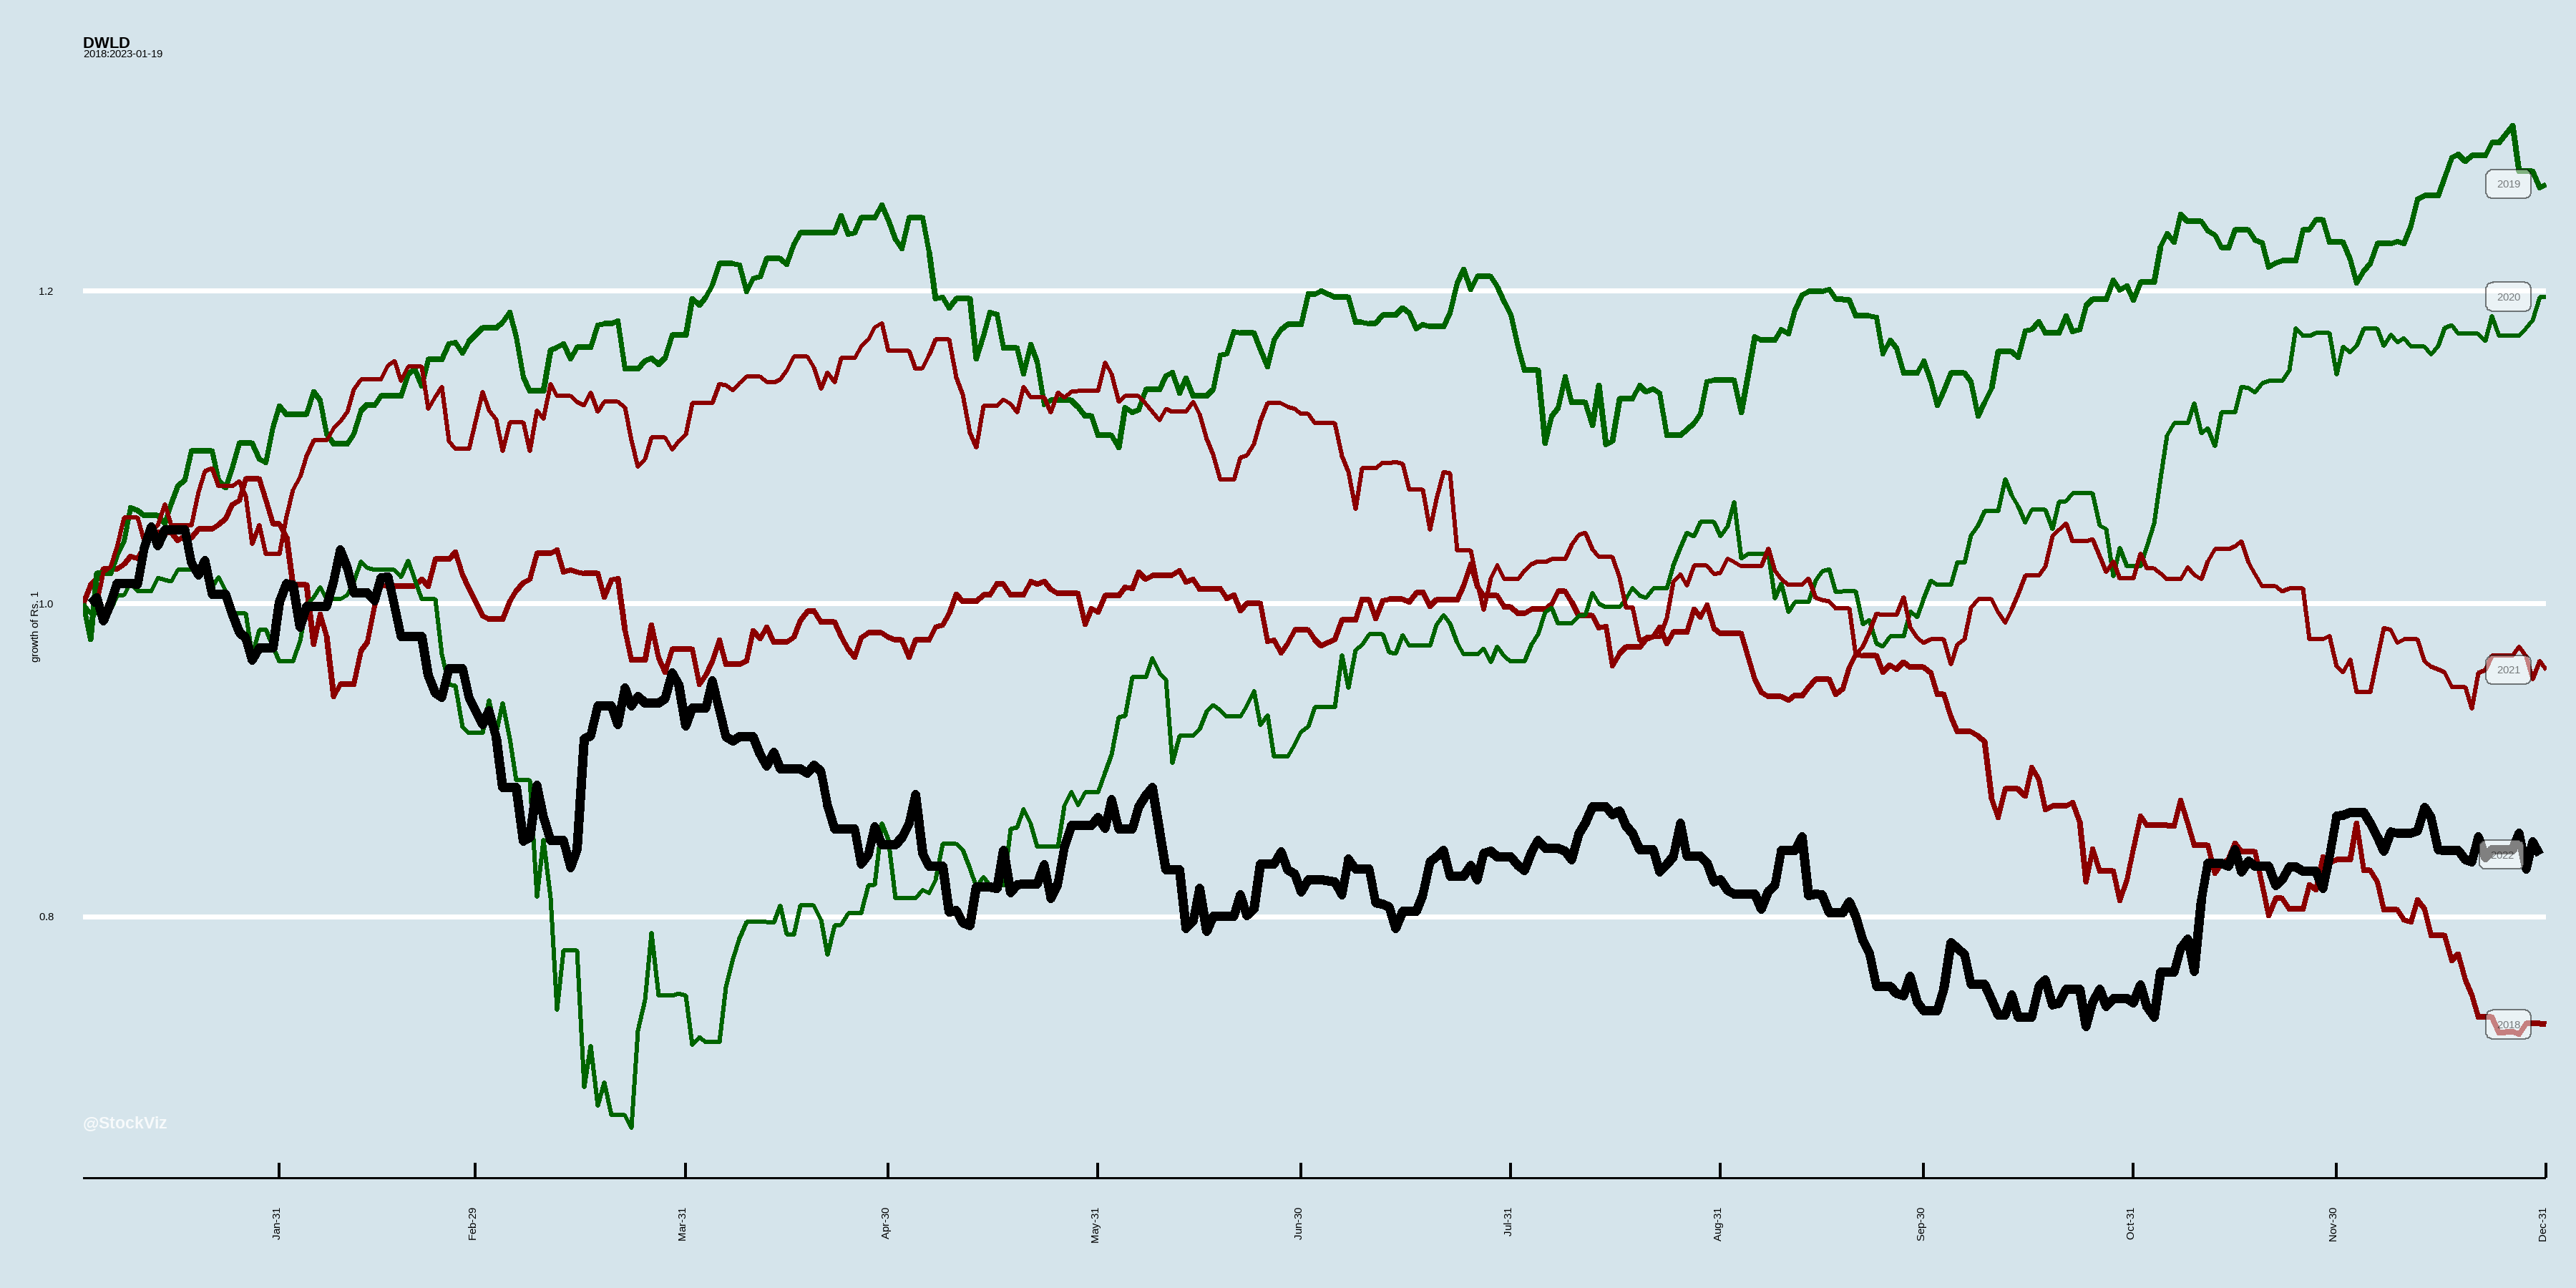 DWLD
2018:2023-01-19
2019
1.2
2020
growth of Rs. 1
1.0
2021
2022
0.8
2018
@StockViz
Jan-31
Feb-29
Mar-31
Apr-30
May-31
Jun-30
Jul-31
Aug-31
Sep-30
Oct-31
Nov-30
Dec-31